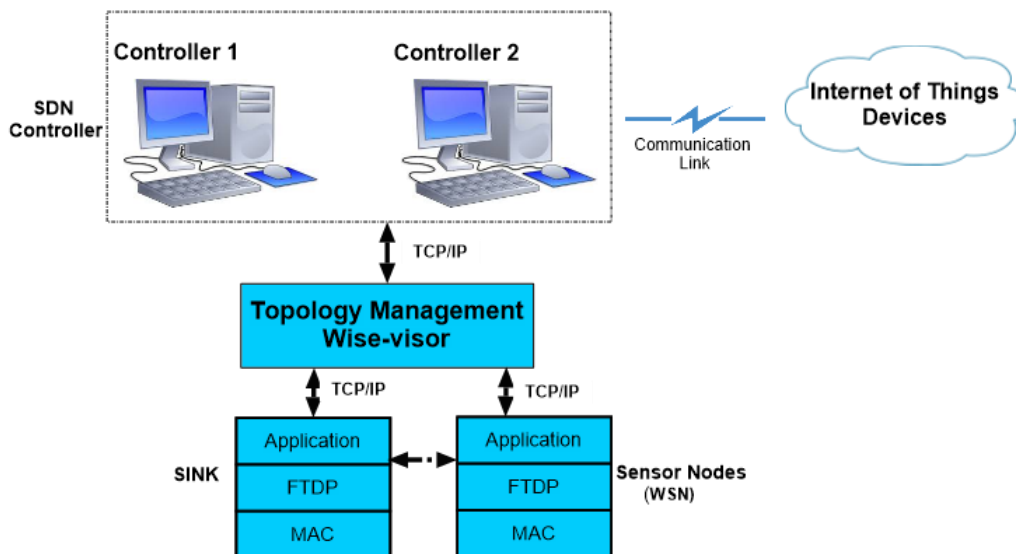 Controller 1
Controller 2
SDN
Controller
Internet of Things
Devices
Communication
Link
TCP/IP
Topology Management
Wise-visor
TCP/IP
TCP/IP
SINK
Application
FTDP
MAC
Application
FTDP
MAC
Sensor Nodes
(WSN)